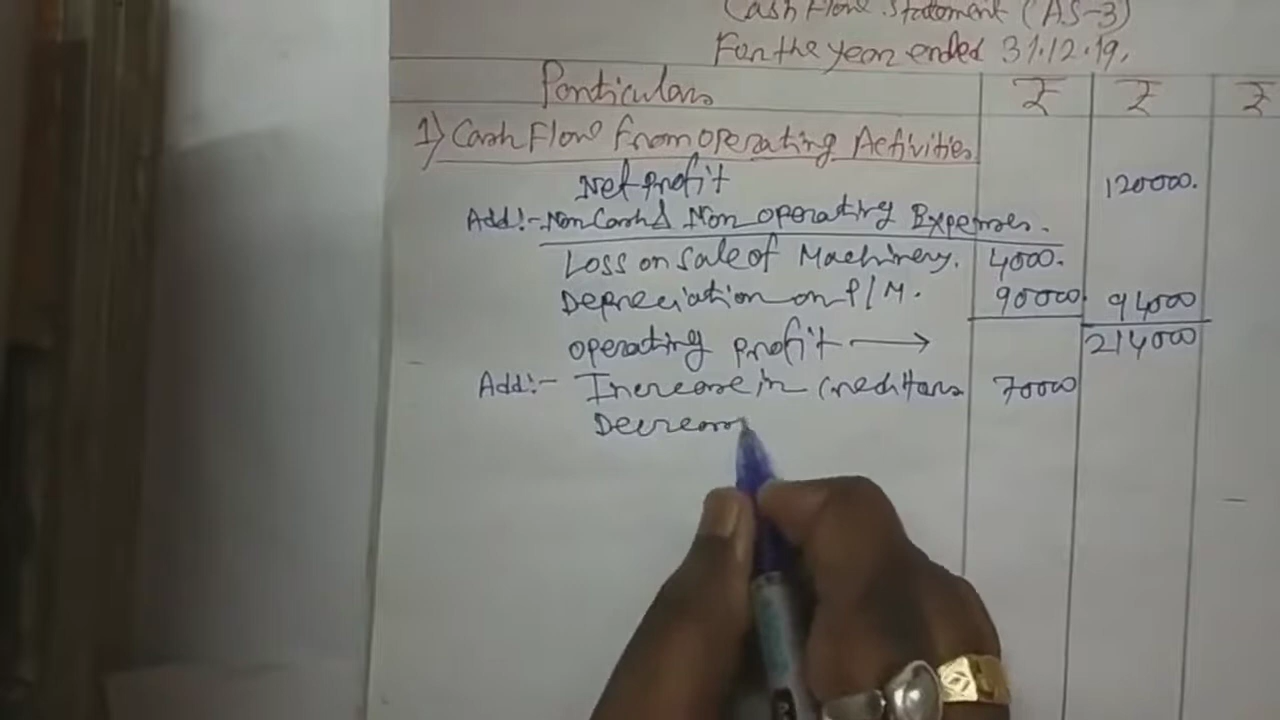 Cash Flow Statement (AS-3)
For the year ended 31.12.19.
Particulars ₹ ₹ ₹
1) Cash Flow From Operating Activities
Net Profit 120000.
Add:- Non Cash & Non operating Expenses.
Loss on sale of Machinery. 4000.
Depreciation on P/M. 90000 94000
Operating Profit → 214000
Add:- Increase in Creditors 70000
Decreas